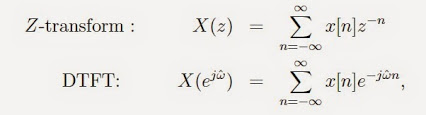 Z-transform : X(z) = ∑_{n=-∞}^{∞} x[n]z^{-n}
DTFT: X(e^{jω̂}) = ∑_{n=-∞}^{∞} x[n]e^{-jω̂n},